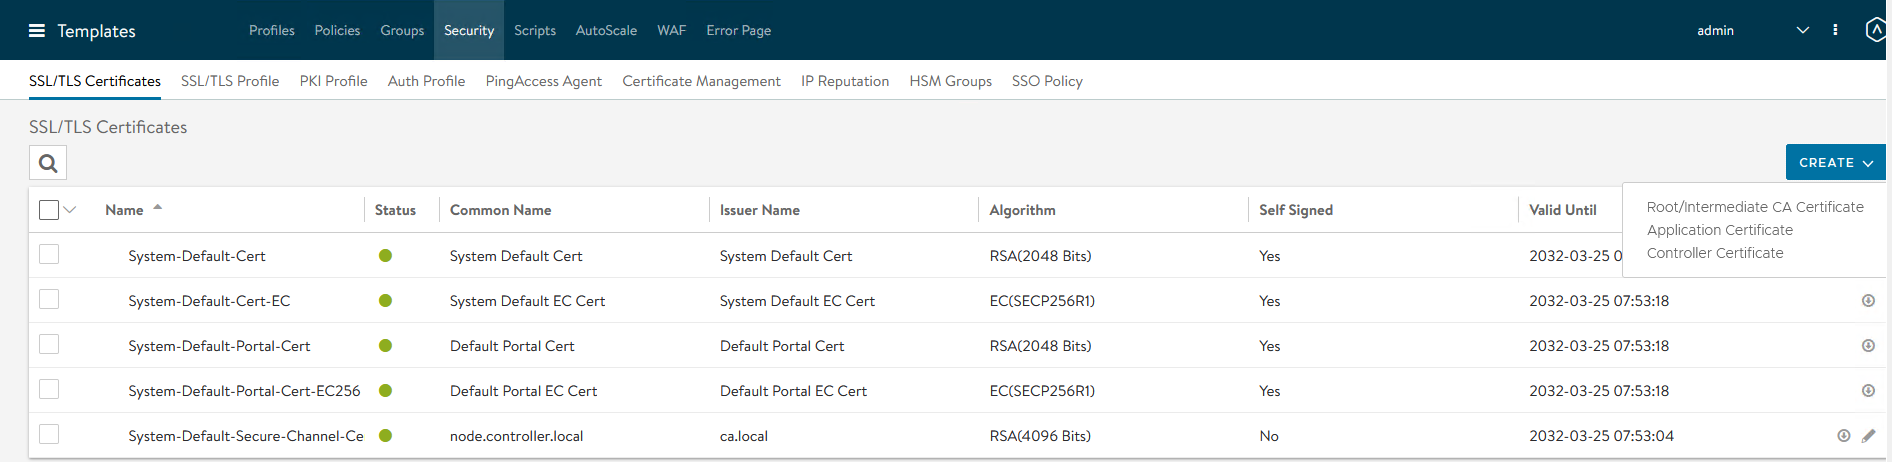 Templates Profiles Policies Groups Security Scripts AutoScale WAF Error Page admin
SSL/TLS Certificates SSL/TLS Profile PKI Profile Auth Profile PingAccess Agent Certificate Management IP Reputation HSM Groups SSO Policy
SSL/TLS Certificates
CREATE
Name Status Common Name Issuer Name Algorithm Self Signed Valid Until
Root/Intermediate CA Certificate
Application Certificate
Controller Certificate
System-Default-Cert System Default Cert System Default Cert RSA(2048 Bits) Yes 2032-03-25 0
System-Default-Cert-EC System Default EC Cert System Default EC Cert EC(SECP256R1) Yes 2032-03-25 07:53:18
System-Default-Portal-Cert Default Portal Cert Default Portal Cert RSA(2048 Bits) Yes 2032-03-25 07:53:18
System-Default-Portal-Cert-EC256 Default Portal EC Cert Default Portal EC Cert EC(SECP256R1) Yes 2032-03-25 07:53:18
System-Default-Secure-Channel-Ce node.controller.local ca.local RSA(4096 Bits) No 2032-03-25 07:53:04